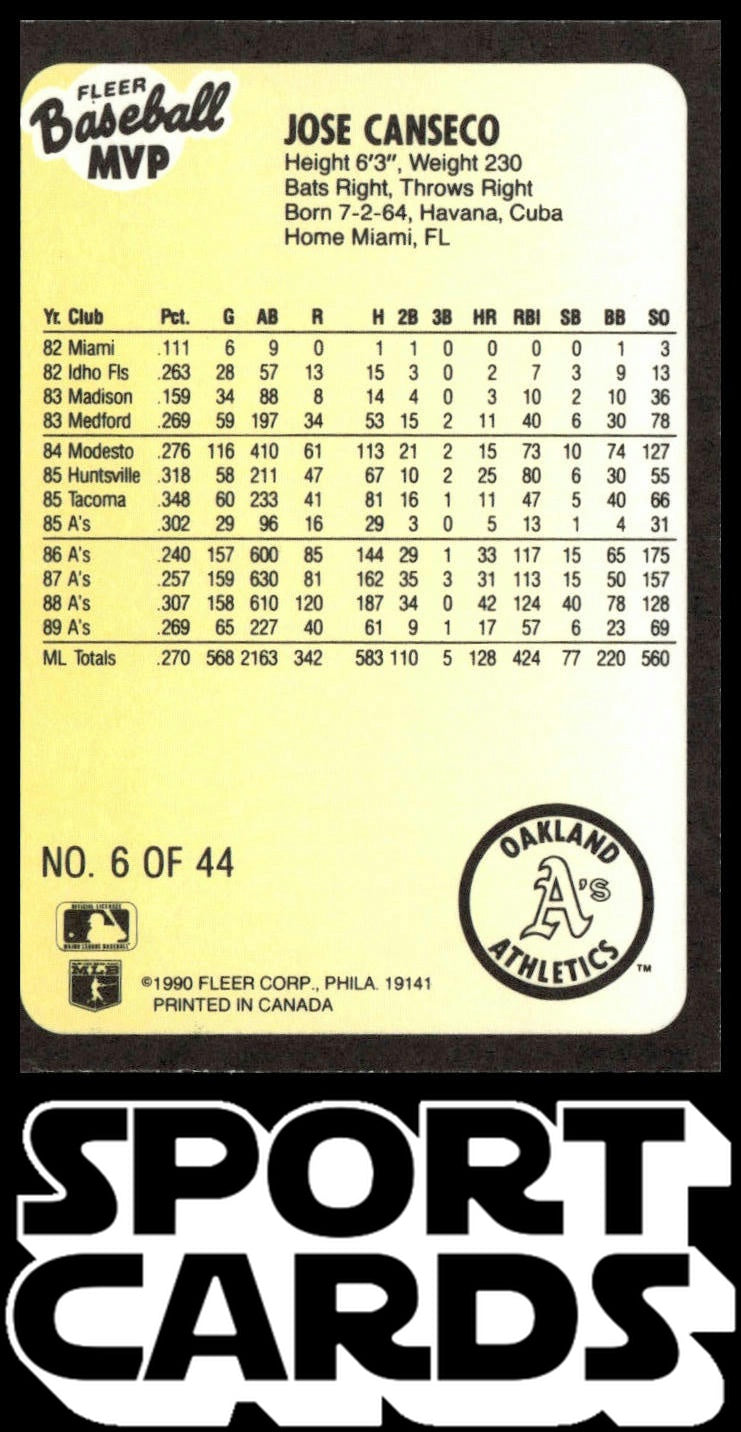 FLEER
Baseball
MVP
JOSE CANSECO
Height 6'3", Weight 230
Bats Right, Throws Right
Born 7-2-64, Havana, Cuba
Home Miami, FL
Yr. Club Pct. G AB R H 2B 3B HR RBI SB BB SO
82 Miami .111 6 9 0 1 1 0 0 0 0 1 3
82 Idho Fls .263 28 57 13 15 3 0 2 7 3 9 13
83 Madison .159 34 88 8 14 4 0 3 10 2 10 36
83 Medford .269 59 197 34 53 15 2 11 40 6 30 78
84 Modesto .276 116 410 61 113 21 2 15 73 10 74 127
85 Huntsville .318 58 211 47 67 10 2 25 80 6 30 55
85 Tacoma .348 60 233 41 81 16 1 11 47 5 40 66
85 A's .302 29 96 16 29 3 0 5 13 1 4 31
86 A's .240 157 600 85 144 29 1 33 117 15 65 175
87 A's .257 159 630 81 162 35 3 31 113 15 50 157
88 A's .307 158 610 120 187 34 0 42 124 40 78 128
89 A's .269 65 227 40 61 9 1 17 57 6 23 69
ML Totals .270 568 2163 342 583 110 5 128 424 77 220 560
NO. 6 OF 44
OAKLAND
A's
ATHLETICS
TM
OFFICIAL LICENSEE
MAJOR LEAGUE BASEBALL
MLB
©1990 FLEER CORP., PHILA. 19141
PRINTED IN CANADA
SPORT
CARDS